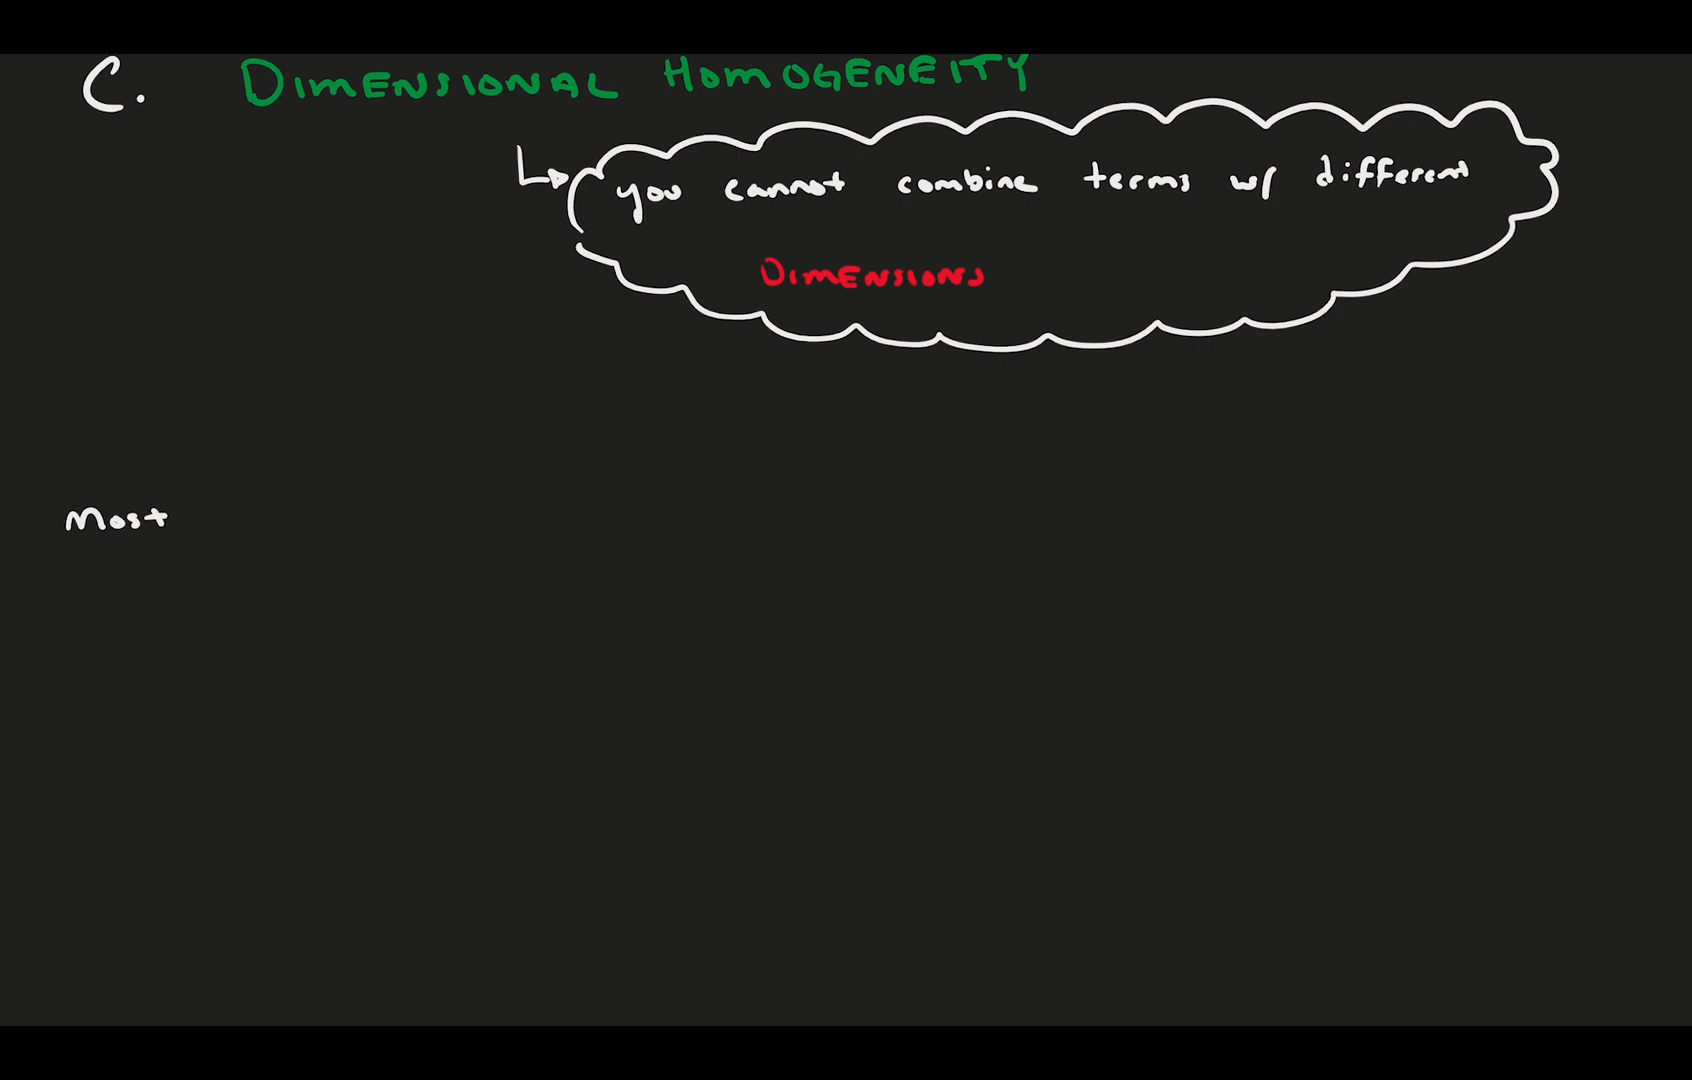 C. DIMENSIONAL HOMOGENEITY
you cannot combine terms w/ different
DIMENSIONS
Most